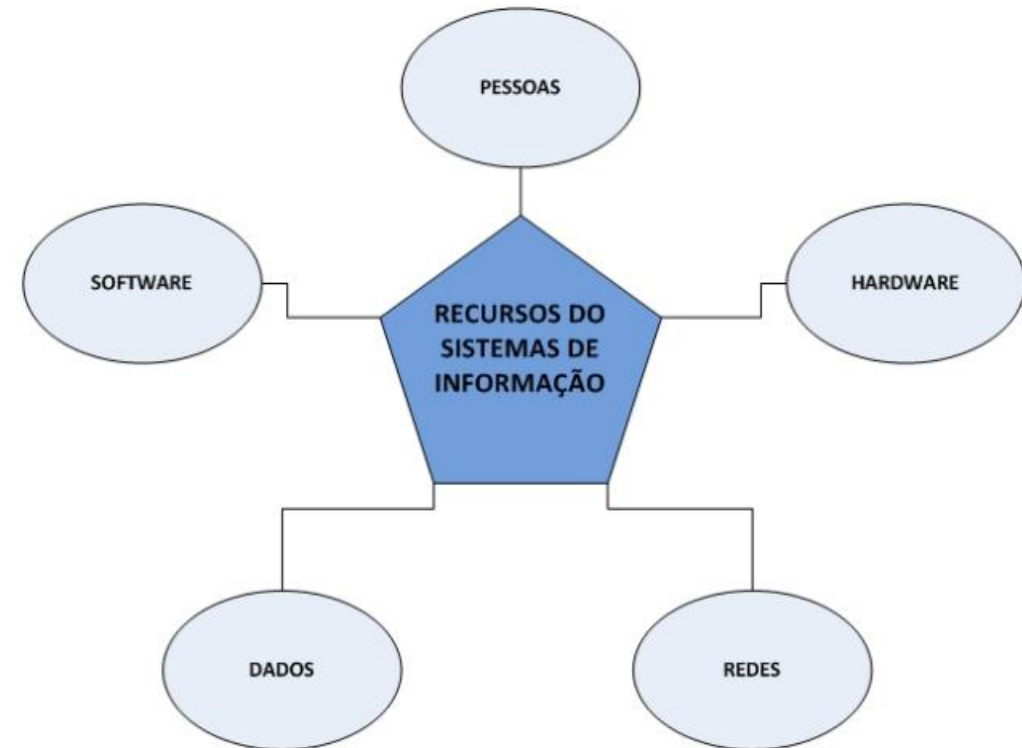 PESSOAS
SOFTWARE
HARDWARE
RECURSOS DO
SISTEMAS DE
INFORMAÇÃO
DADOS
REDES